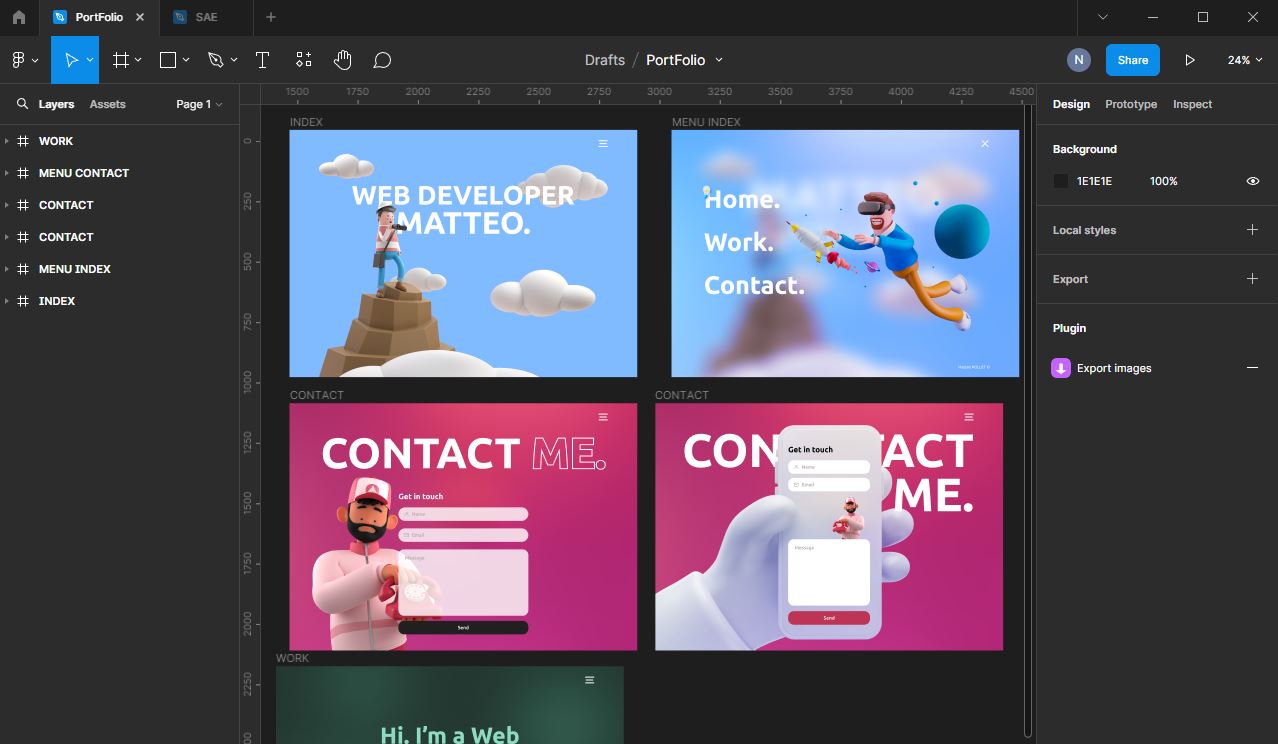 PortFolio
SAE
Drafts / PortFolio
N
Share
24%
Layers
Assets
Page 1
WORK
MENU CONTACT
CONTACT
CONTACT
MENU INDEX
INDEX
1500 1750 2000 2250 2500 2750 3000 3250 3500 3750 4000 4250 4500
0
250
500
750
1000
1250
1500
1750
2000
2250
INDEX
WEB DEVELOPER
MATTEO.
MENU INDEX
Home.
Work.
Contact.
CONTACT
CONTACT ME.
Get in touch
Name
Email
Message
Send
CONTACT
CONTACT
ME.
Get in touch
Name
Email
Message
Send
WORK
Hi, I'm a Web
Design
Prototype
Inspect
Background
1E1E1E
100%
Local styles
Export
Plugin
Export images